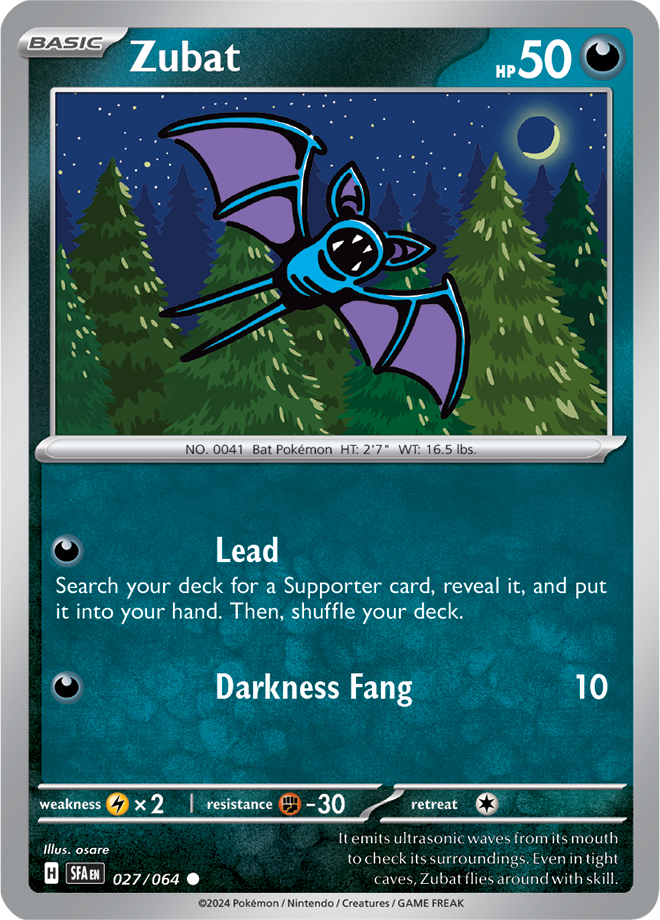 BASIC
Zubat
HP 50
NO. 0041 Bat Pokémon HT: 2'7" WT: 16.5 lbs.
Lead
Search your deck for a Supporter card, reveal it, and put
it into your hand. Then, shuffle your deck.
Darkness Fang 10
weakness ×2 resistance -30 retreat
Illus. osare
It emits ultrasonic waves from its mouth
to check its surroundings. Even in tight
caves, Zubat flies around with skill.
H SFA EN 027/064
©2024 Pokémon / Nintendo / Creatures / GAME FREAK